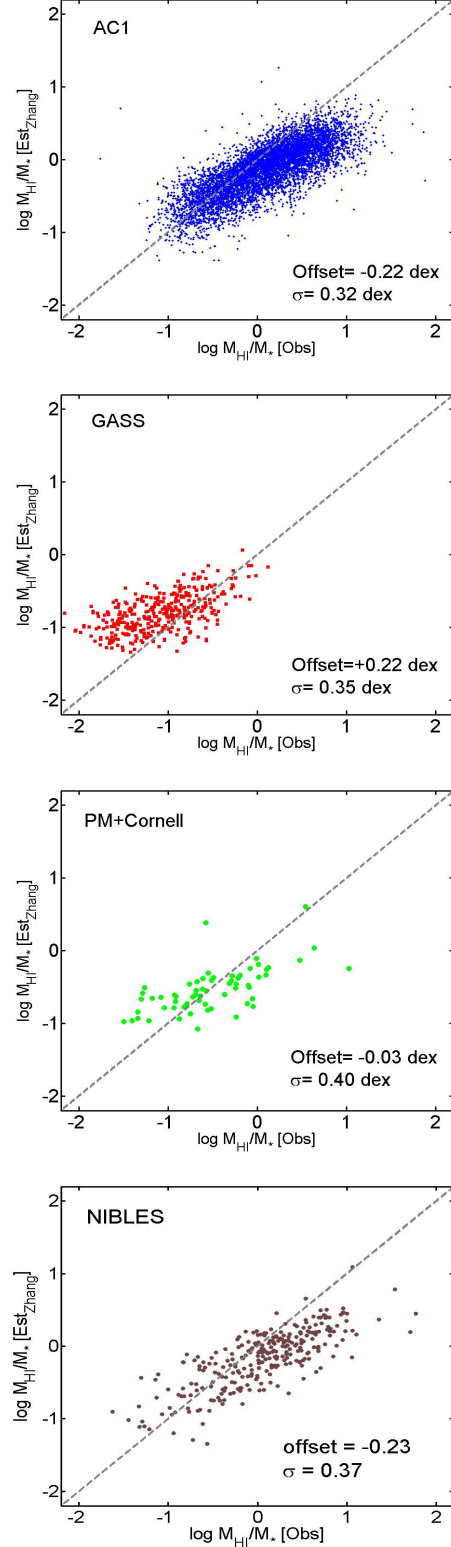 AC1
2
1
0
-1
-2
log M_HI/M_* [Est_Zhang]
Offset= -0.22 dex
σ= 0.32 dex
-2 -1 0 1 2
log M_HI/M_* [Obs]
GASS
2
1
0
-1
-2
log M_HI/M_* [Est_Zhang]
Offset=+0.22 dex
σ= 0.35 dex
-2 -1 0 1 2
log M_HI/M_* [Obs]
PM+Cornell
2
1
0
-1
-2
log M_HI/M_* [Est_Zhang]
Offset= -0.03 dex
σ= 0.40 dex
-2 -1 0 1 2
log M_HI/M_* [Obs]
NIBLES
2
1
0
-1
-2
log M_HI/M_* [Est_Zhang]
offset = -0.23
σ = 0.37
-2 -1 0 1 2
log M_HI/M_* [Obs]